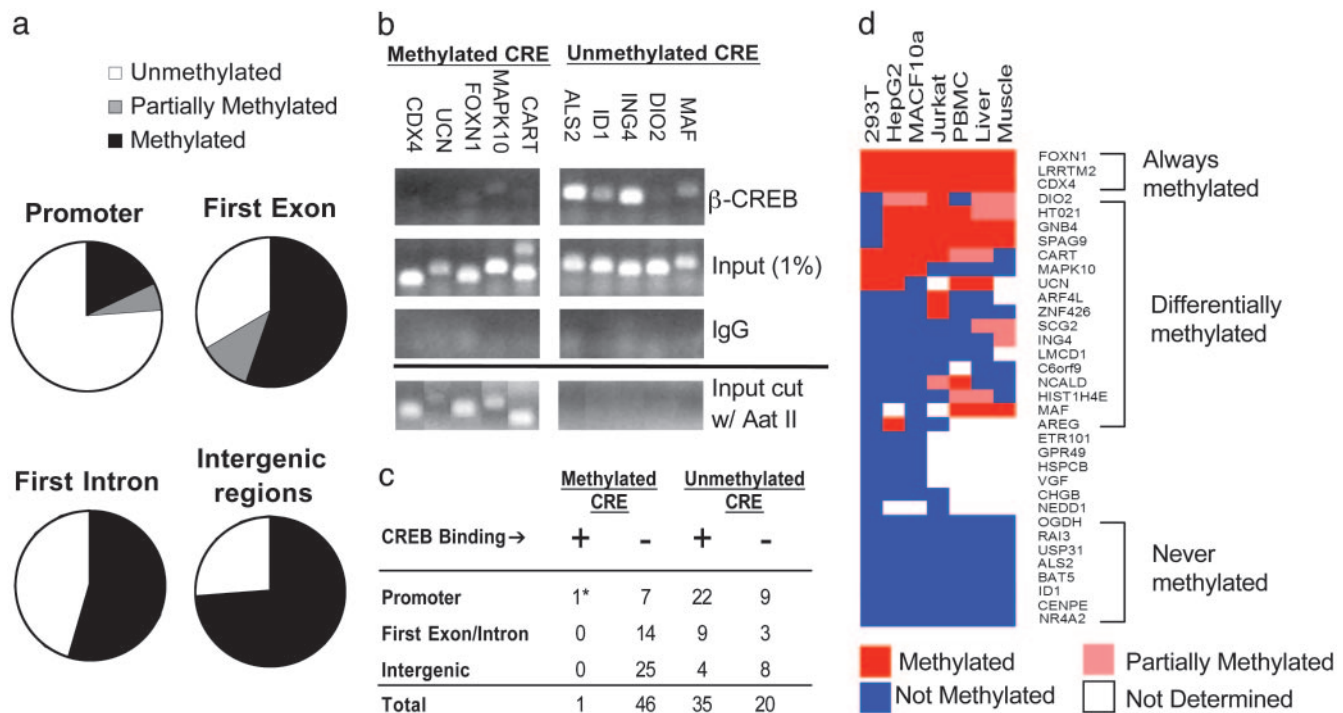 a
Unmethylated
Partially Methylated
Methylated
Promoter
First Exon
First Intron
Intergenic
regions
b
Methylated CRE
Unmethylated CRE
CDX4
UCN
FOXN1
MAPK10
CART
ALS2
ID1
ING4
DIO2
MAF
β-CREB
Input (1%)
IgG
Input cut
w/ Aat II
c
Methylated Unmethylated
CRE CRE
CREB Binding→ + - + -
Promoter 1* 7 22 9
First Exon/Intron 0 14 9 3
Intergenic 0 25 4 8
Total 1 46 35 20
d
293T
HepG2
MACF10a
Jurkat
PBMC
Liver
Muscle
FOXN1
LRRTM2
CDX4
DIO2
HT021
GNB4
SPAG9
CART
MAPK10
UCN
ARF4L
ZNF426
SCG2
ING4
LMCD1
C6orf9
NCALD
HIST1H4E
MAF
AREG
ETR101
GPR49
HSPCB
VGF
CHGB
NEDD1
OGDH
RAI3
USP31
ALS2
BAT5
ID1
CENPE
NR4A2
Always
methylated
Differentially
methylated
Never
methylated
Methylated
Partially Methylated
Not Methylated
Not Determined